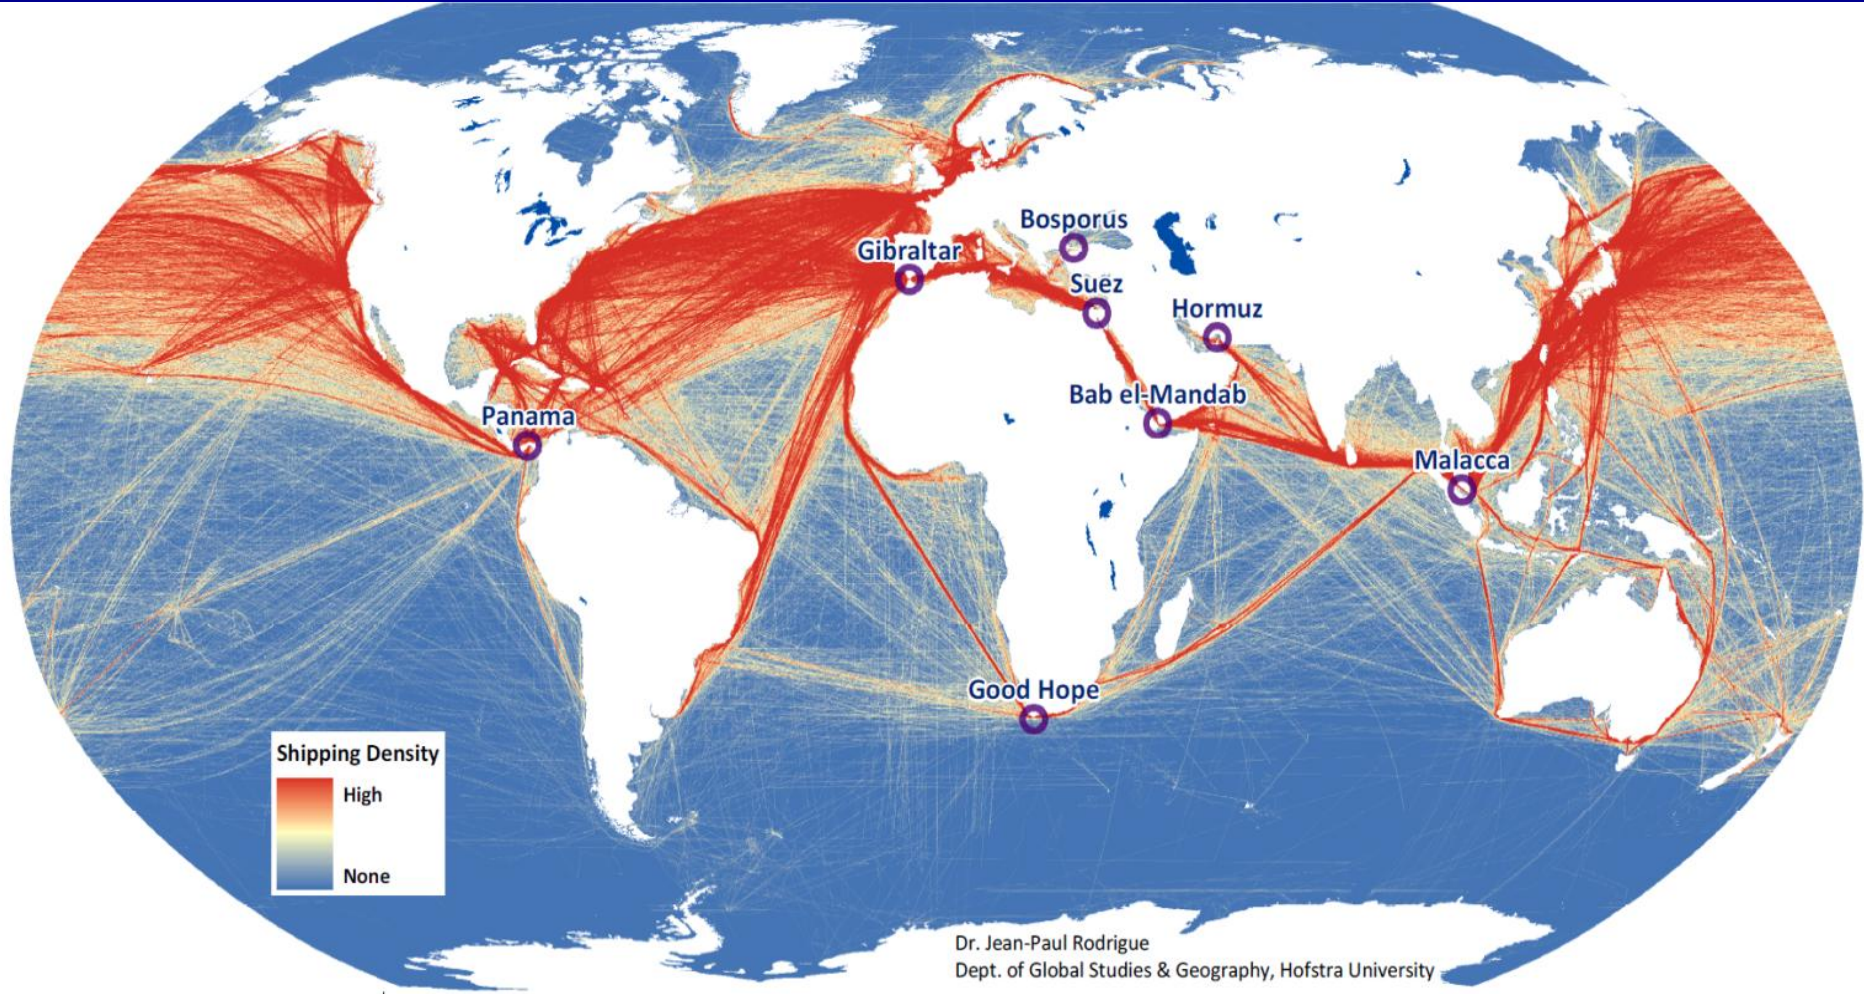 Bosporus
Gibraltar
Suez
Hormuz
Bab el-Mandab
Panama
Malacca
Good Hope
Shipping Density
High
None
Dr. Jean-Paul Rodrigue
Dept. of Global Studies & Geography, Hofstra University